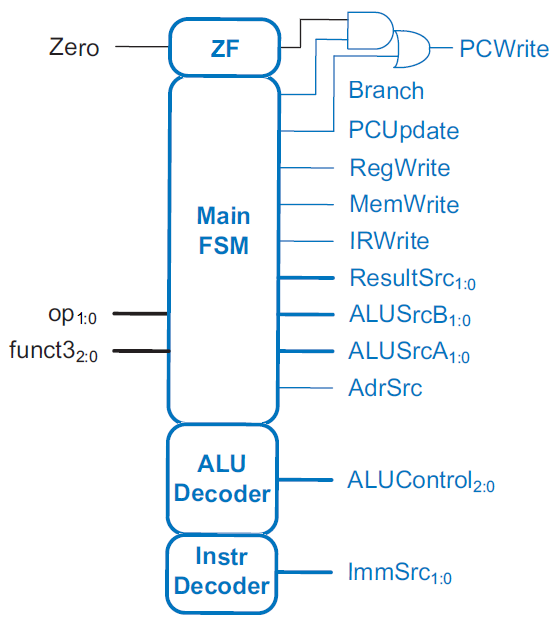 Zero
ZF
PCWrite
Branch
PCUpdate
RegWrite
Main
FSM
MemWrite
IRWrite
ResultSrc1:0
op1:0
ALUSrcB1:0
funct32:0
ALUSrcA1:0
AdrSrc
ALU
Decoder
ALUControl2:0
Instr
Decoder
ImmSrc1:0